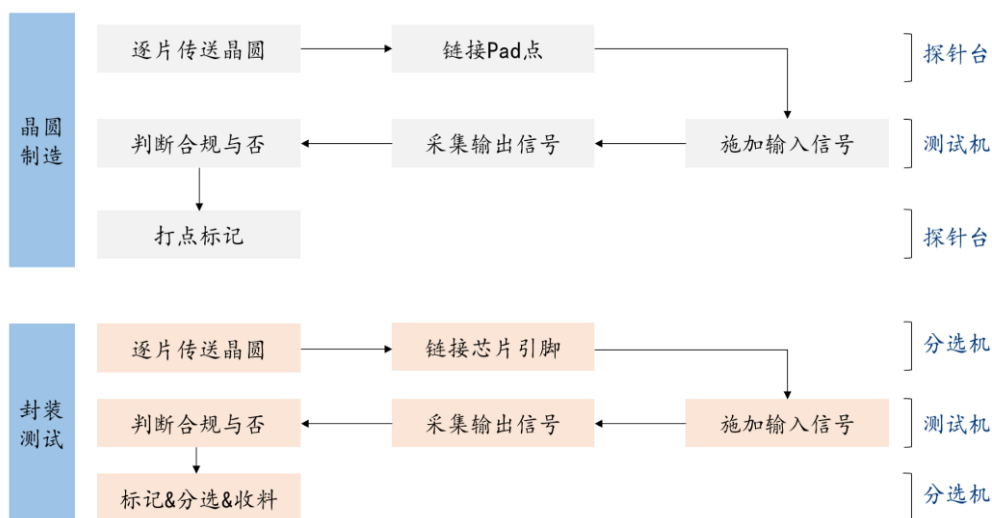 晶圆
制造
逐片传送晶圆
链接Pad点
探针台
判断合规与否
采集输出信号
施加输入信号
测试机
打点标记
探针台
封装
测试
逐片传送晶圆
链接芯片引脚
分选机
判断合规与否
采集输出信号
施加输入信号
测试机
标记&分选&收料
分选机